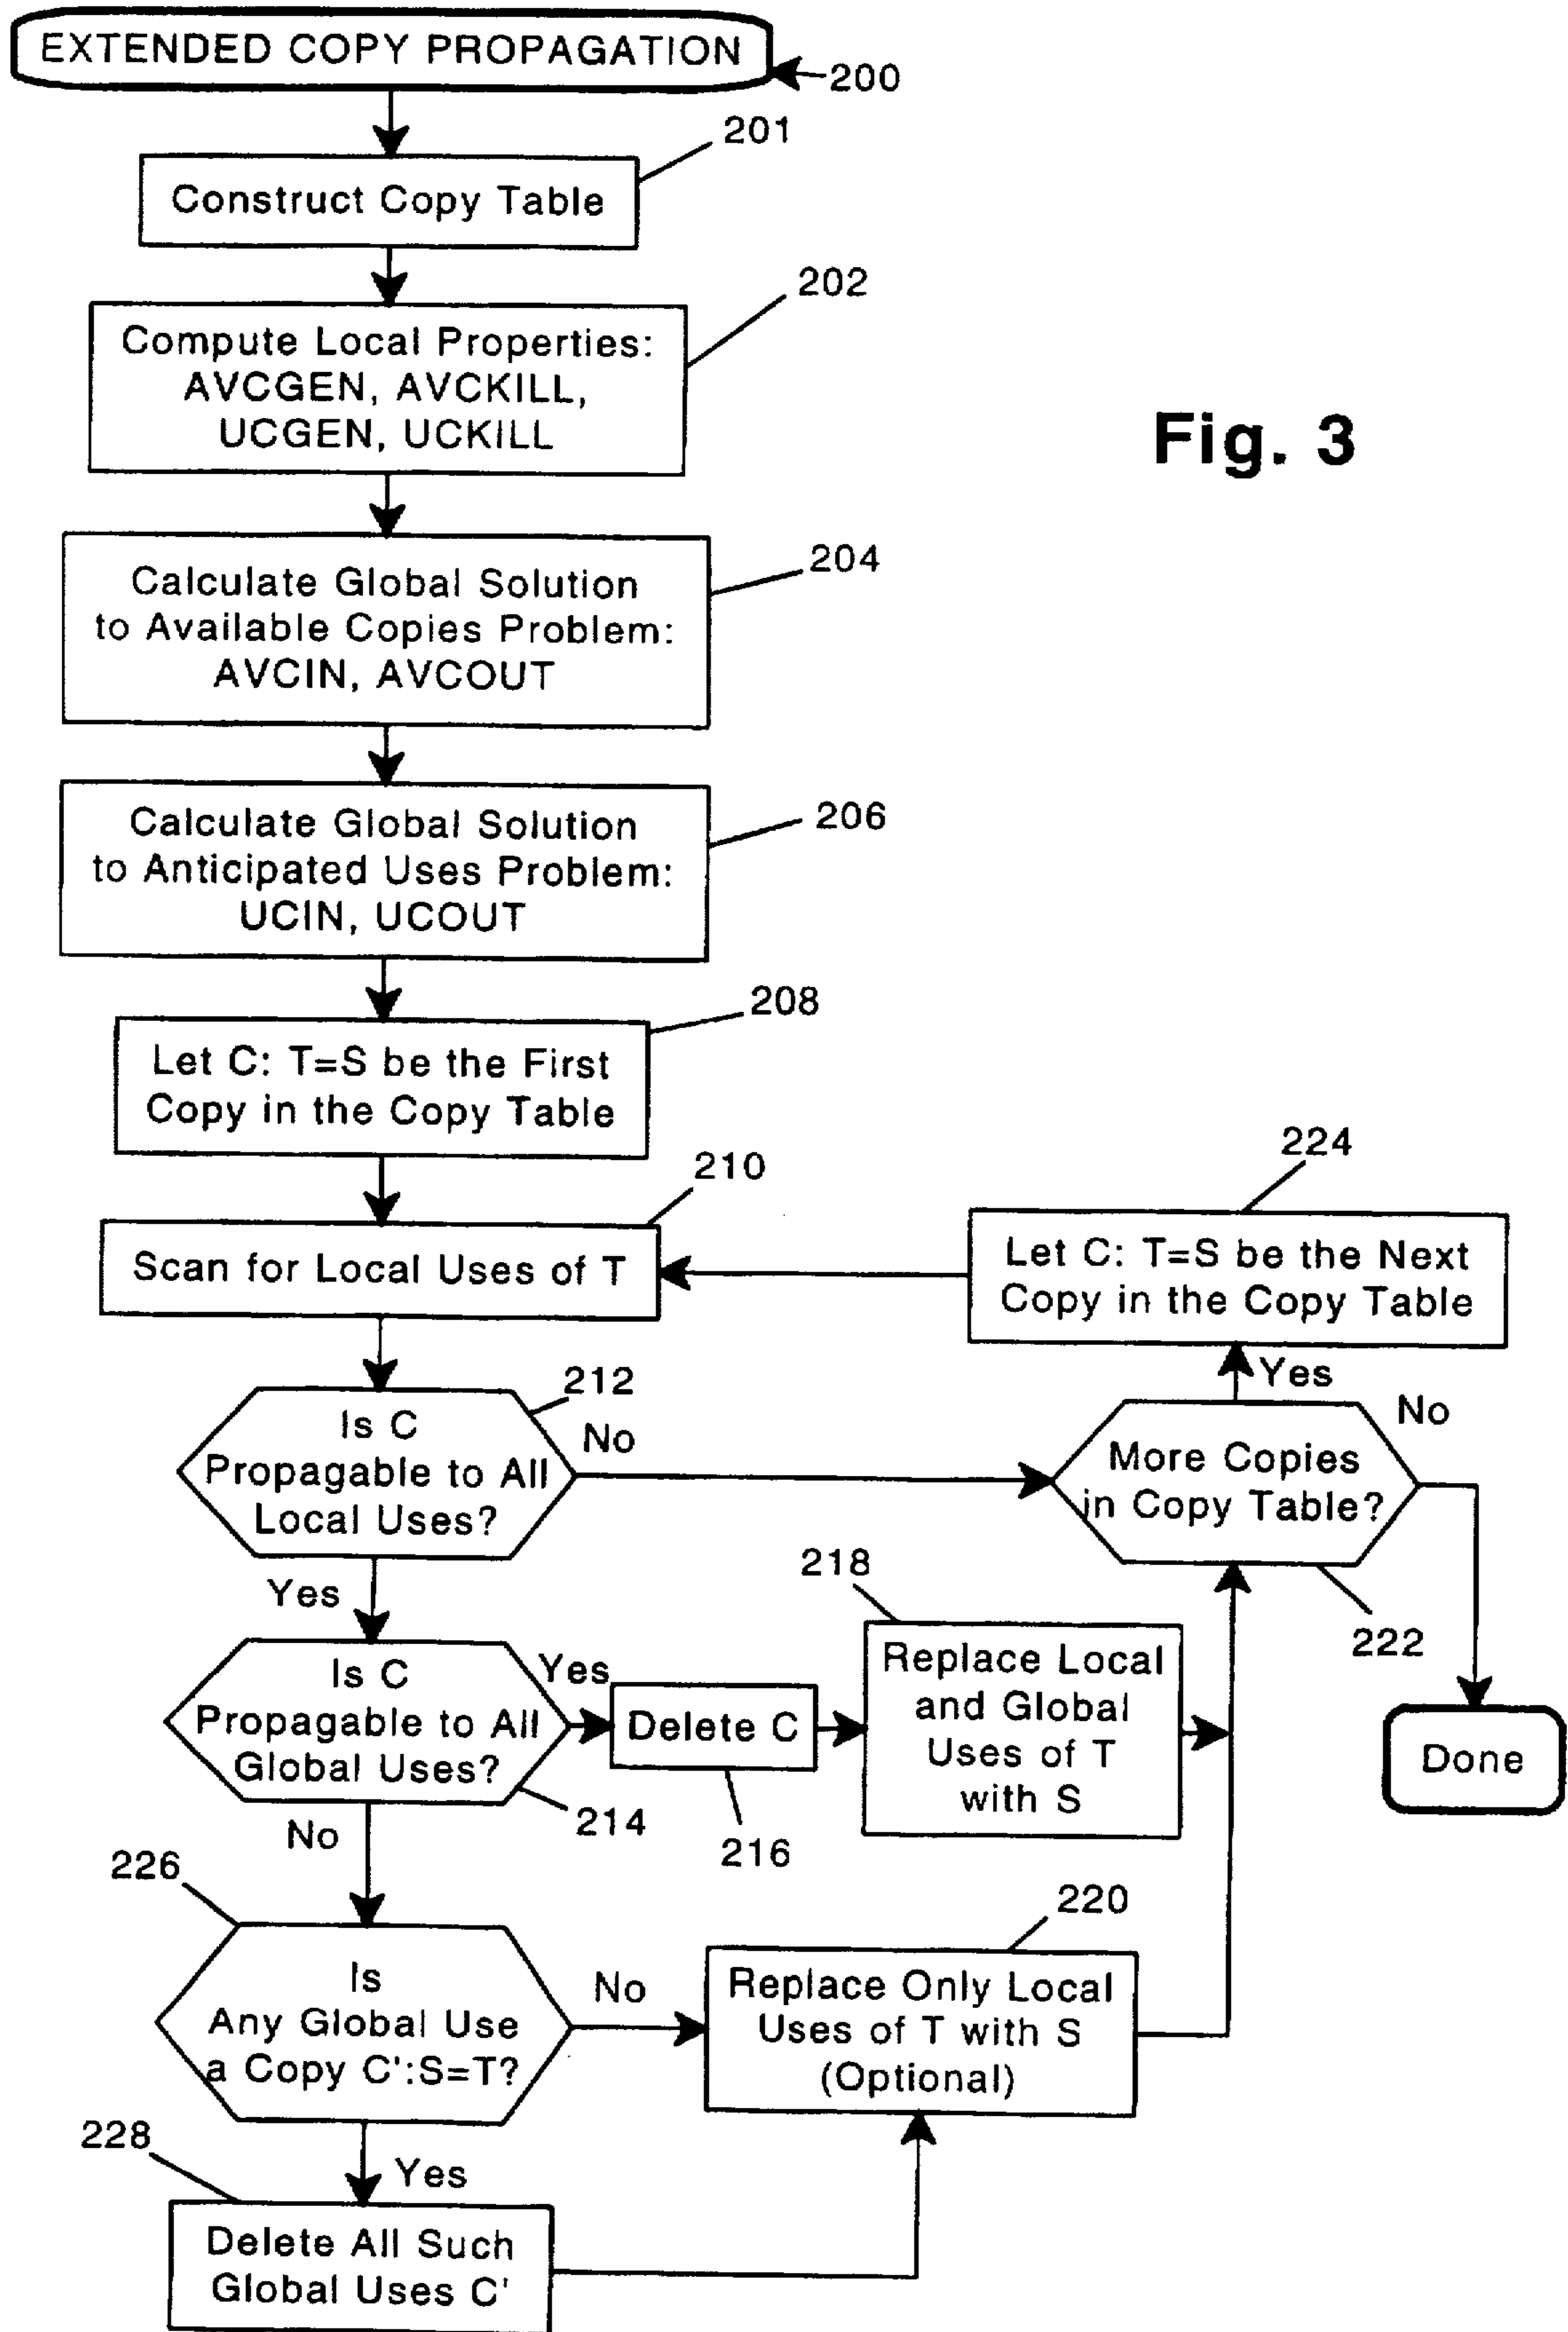 EXTENDED COPY PROPAGATION
200
201
Construct Copy Table
202
Compute Local Properties:
AVCGEN, AVCKILL,
UCGEN, UCKILL
Fig. 3
204
Calculate Global Solution
to Available Copies Problem:
AVCIN, AVCOUT
206
Calculate Global Solution
to Anticipated Uses Problem:
UCIN, UCOUT
208
Let C: T=S be the First
Copy in the Copy Table
210
Scan for Local Uses of T
224
Let C: T=S be the Next
Copy in the Copy Table
212
Is C
Propagable to All
Local Uses?
No
Yes
More Copies
in Copy Table?
No
222
Yes
Is C
Propagable to All
Global Uses?
214
Yes
Delete C
216
218
Replace Local
and Global
Uses of T
with S
Done
No
226
Is
Any Global Use
a Copy C':S=T?
No
220
Replace Only Local
Uses of T with S
(Optional)
228
Yes
Delete All Such
Global Uses C'